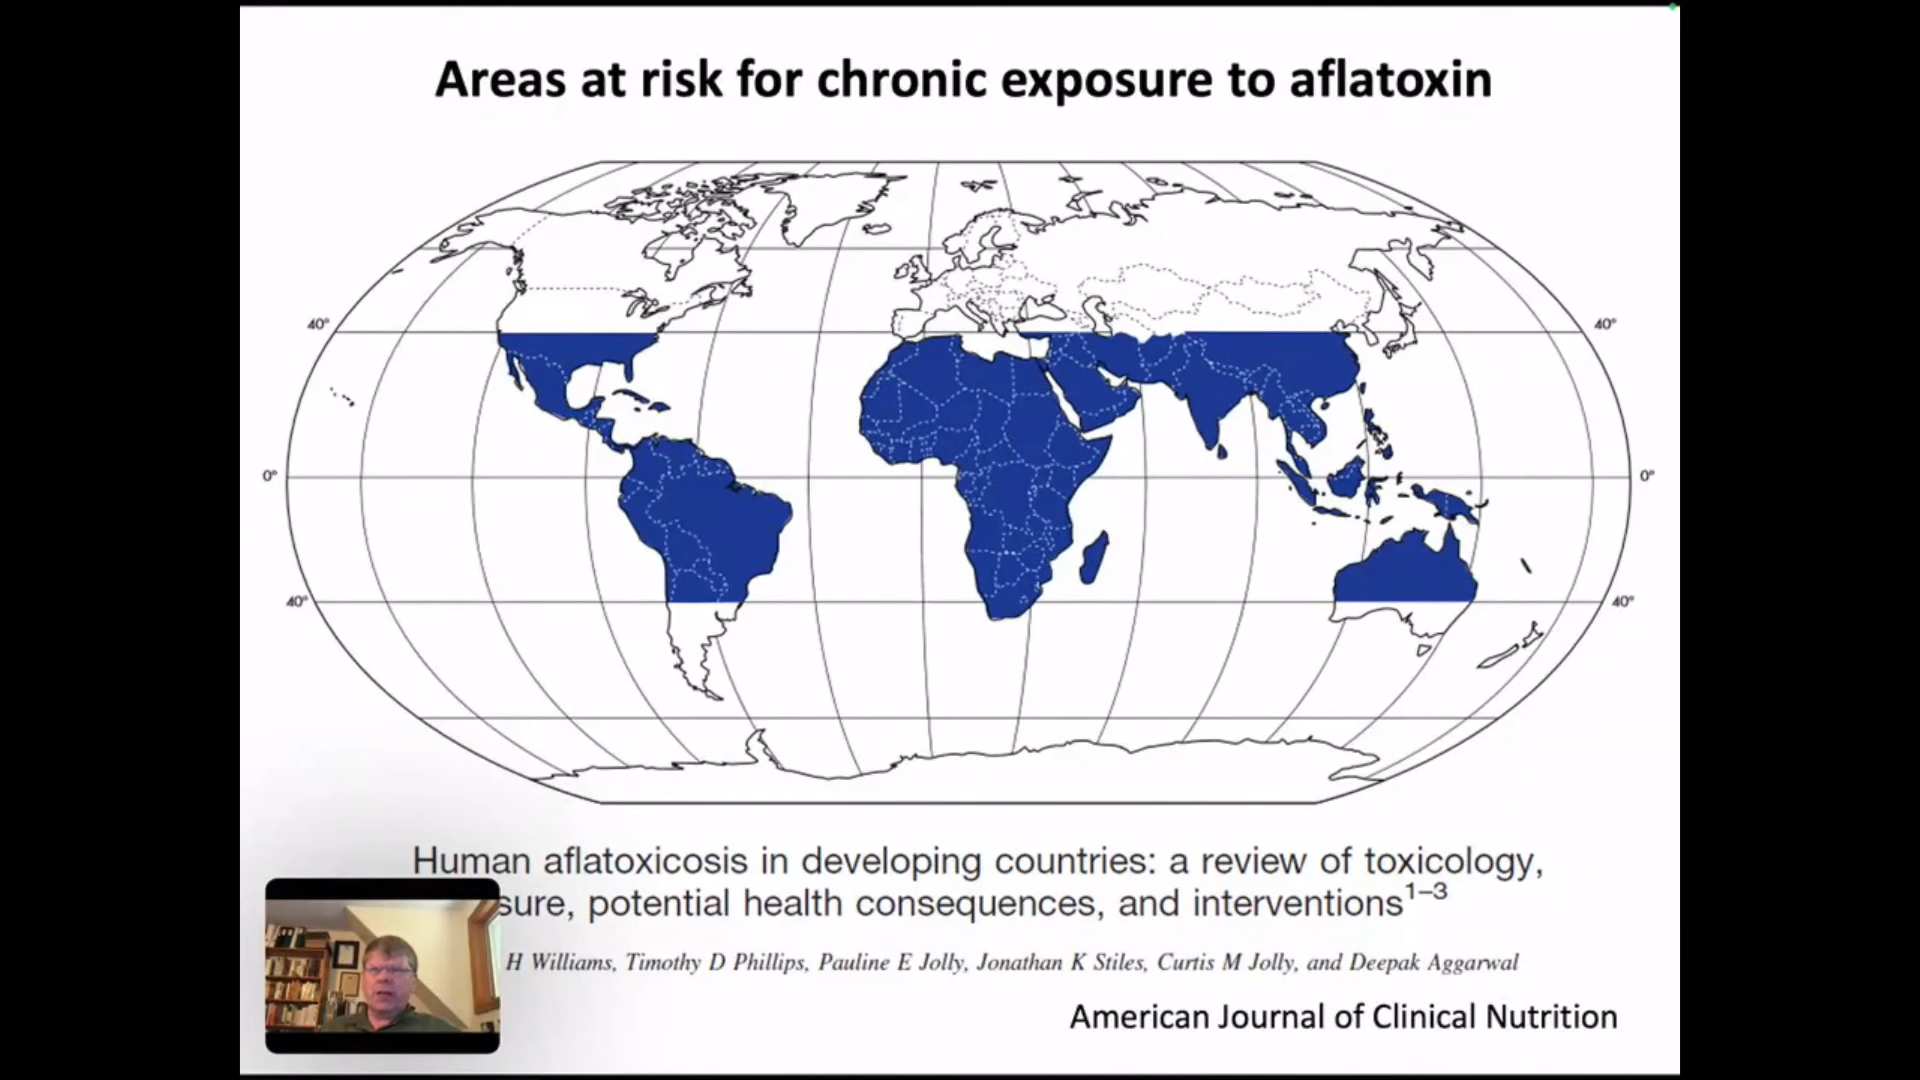 Areas at risk for chronic exposure to aflatoxin
40° 40°
0° 0°
40° 40°
Human aflatoxicosis in developing countries: a review of toxicology,
sure, potential health consequences, and interventions¹⁻³
H Williams, Timothy D Phillips, Pauline E Jolly, Jonathan K Stiles, Curtis M Jolly, and Deepak Aggarwal
American Journal of Clinical Nutrition